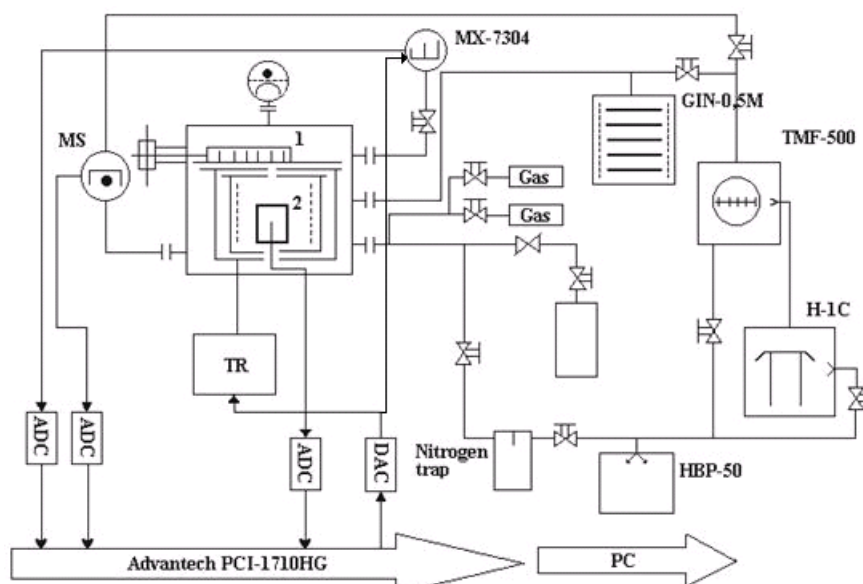 MX-7304
GIN-0,5M
1
MS
TMF-500
Gas
2
Gas
H-1C
TR
ADC
ADC
ADC
DAC
Nitrogen
trap
HBP-50
Advantech PCI-1710HG
PC